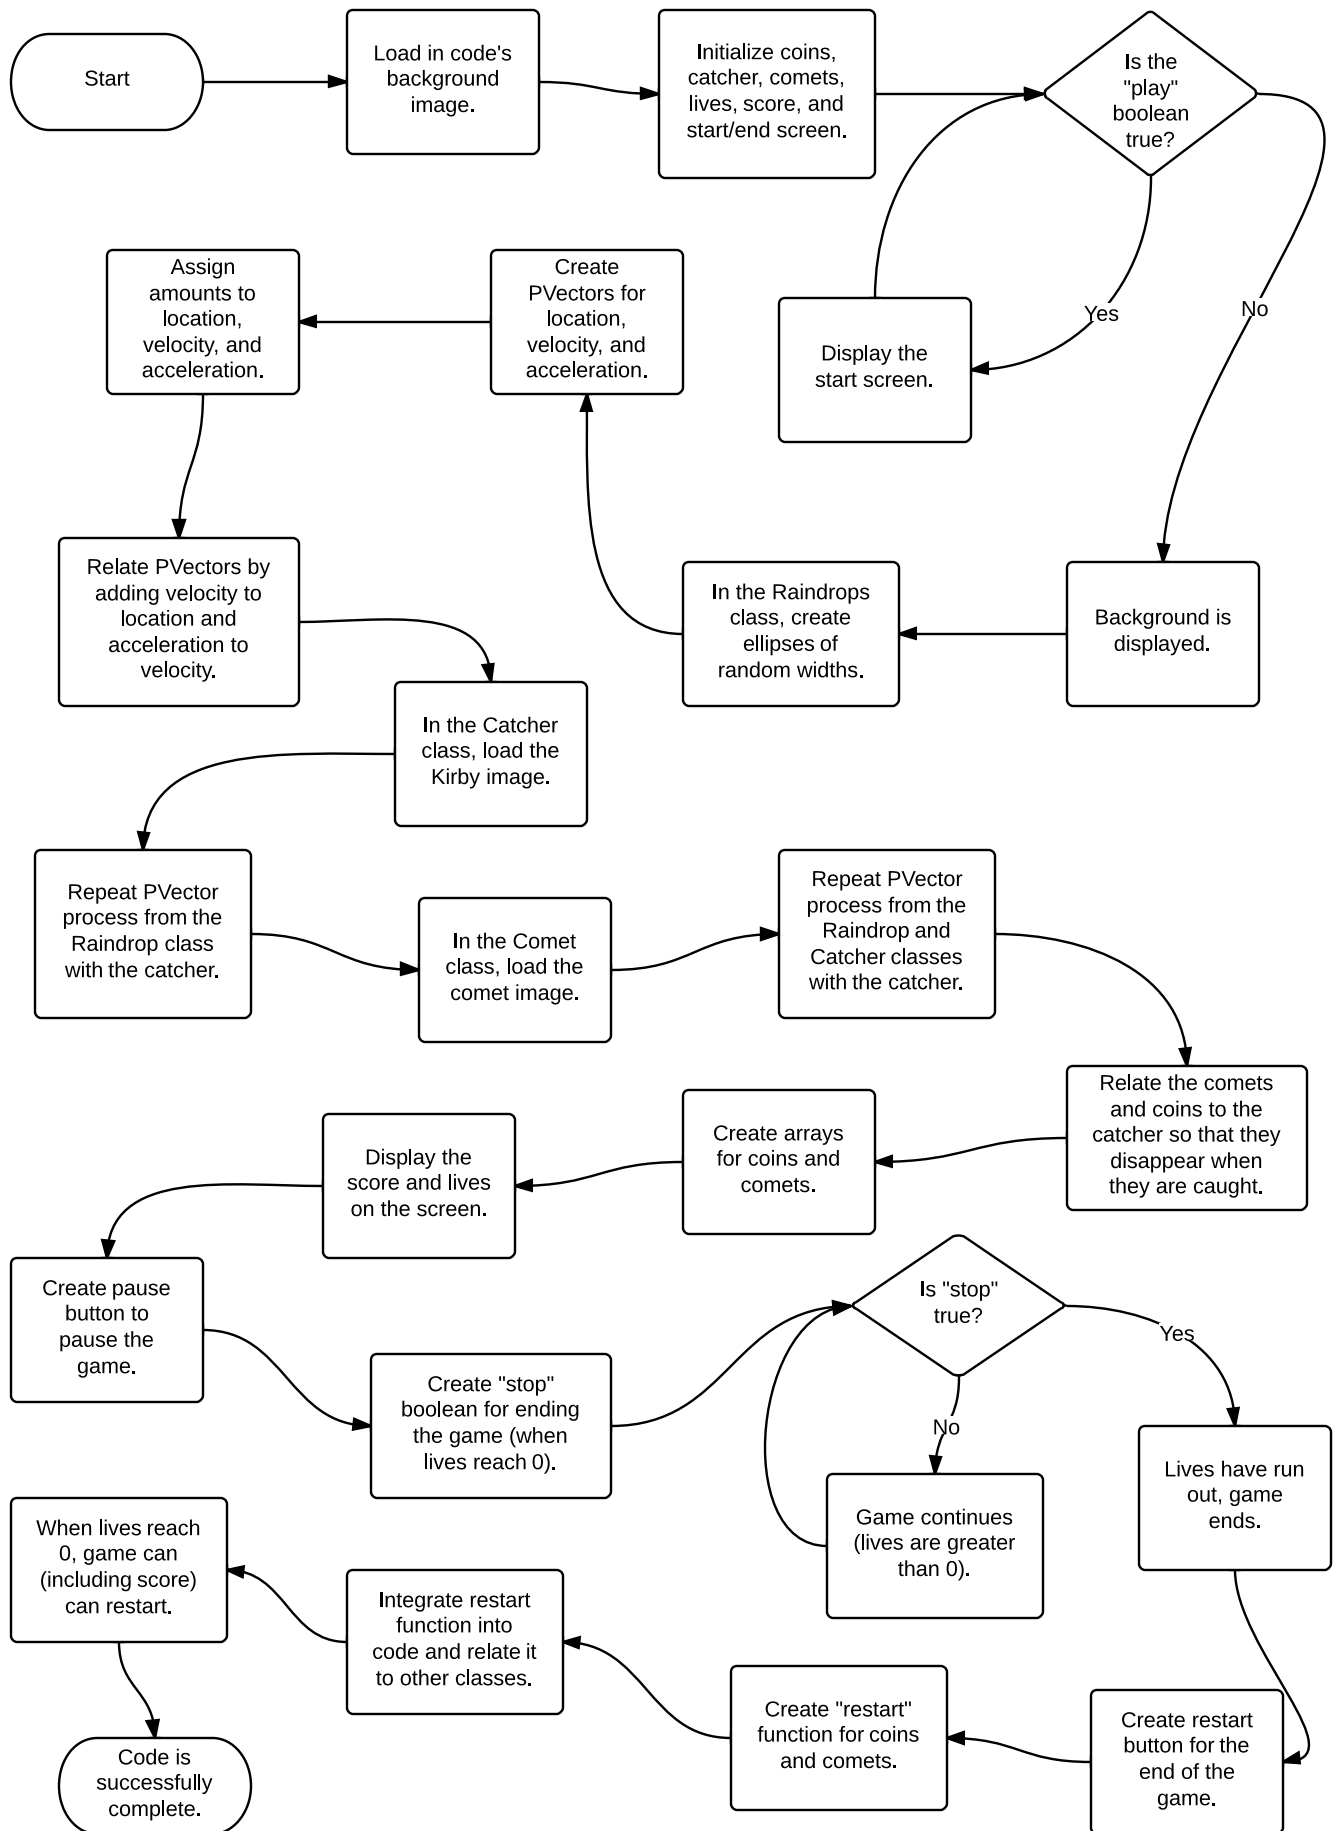 Start
Load in code's
background
image.
Initialize coins,
catcher, comets,
lives, score, and
start/end screen.
Is the
"play"
boolean
true?
Yes
No
Display the
start screen.
Background is
displayed.
In the Raindrops
class, create
ellipses of
random widths.
Create
PVectors for
location,
velocity, and
acceleration.
Assign
amounts to
location,
velocity, and
acceleration.
Relate PVectors by
adding velocity to
location and
acceleration to
velocity.
In the Catcher
class, load the
Kirby image.
Repeat PVector
process from the
Raindrop class
with the catcher.
In the Comet
class, load the
comet image.
Repeat PVector
process from the
Raindrop and
Catcher classes
with the catcher.
Relate the comets
and coins to the
catcher so that they
disappear when
they are caught.
Create arrays
for coins and
comets.
Display the
score and lives
on the screen.
Create pause
button to
pause the
game.
Create "stop"
boolean for ending
the game (when
lives reach 0).
Is "stop"
true?
No
Yes
Game continues
(lives are greater
than 0).
Lives have run
out, game
ends.
Create restart
button for the
end of the
game.
Create "restart"
function for coins
and comets.
Integrate restart
function into
code and relate it
to other classes.
When lives reach
0, game can
(including score)
can restart.
Code is
successfully
complete.